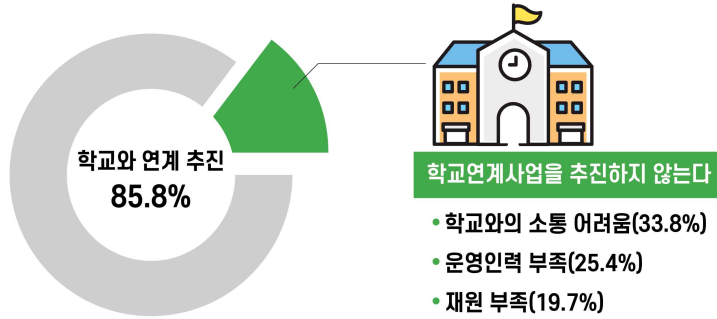 학교와 연계 추진
85.8%
학교연계사업을 추진하지 않는다
• 학교와의 소통 어려움(33.8%)
• 운영인력 부족(25.4%)
• 재원 부족(19.7%)